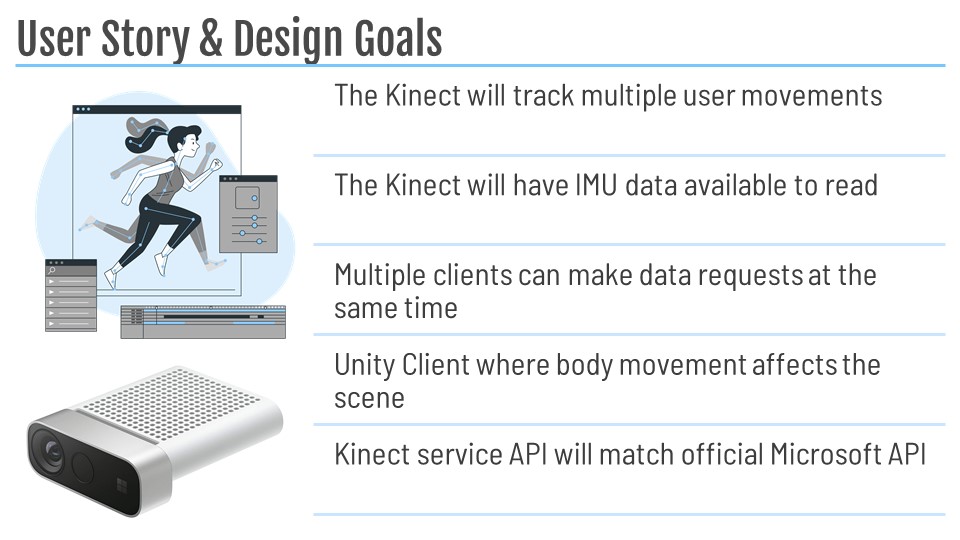 User Story & Design Goals
The Kinect will track multiple user movements
The Kinect will have IMU data available to read
Multiple clients can make data requests at the
same time
Unity Client where body movement affects the
scene
Kinect service API will match official Microsoft API